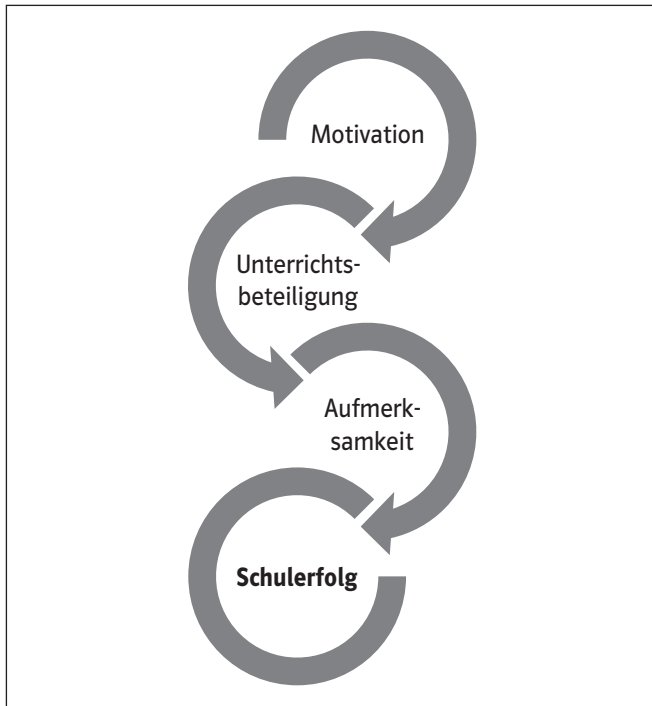 Motivation
Unterrichts-
beteiligung
Aufmerk-
samkeit
Schulerfolg